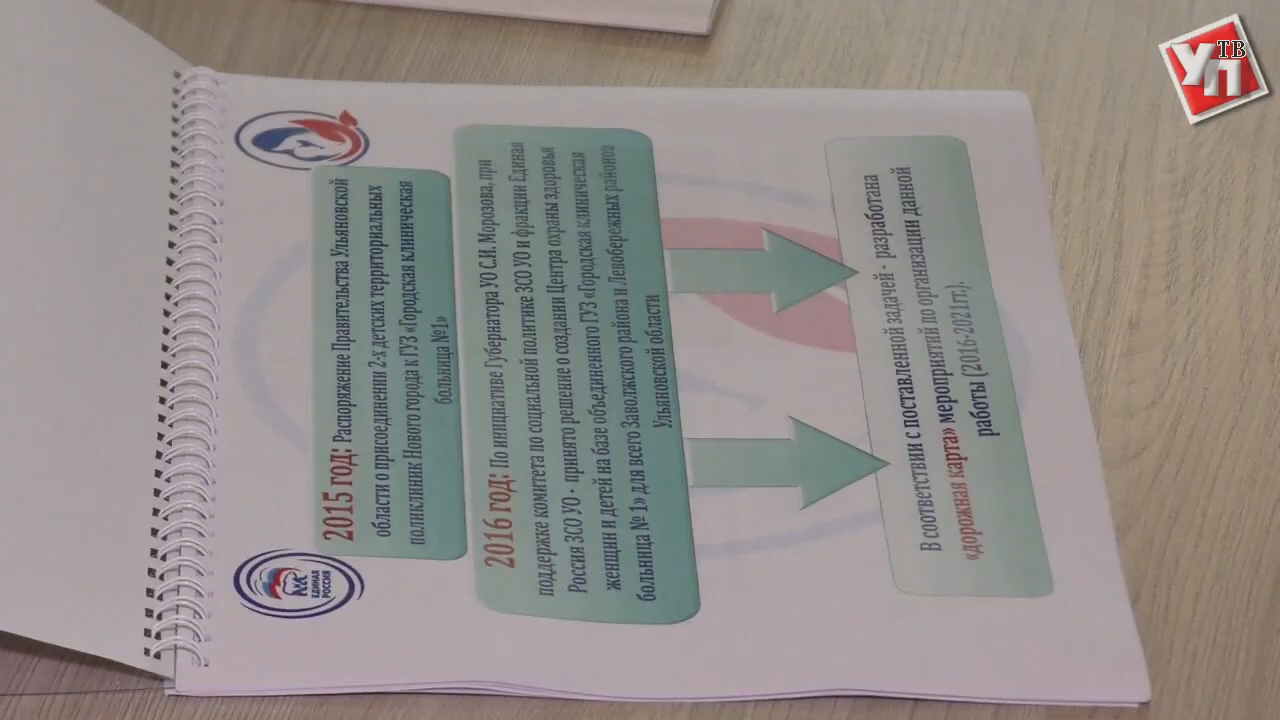 УП
ТВ
ЕДИНАЯ
РОССИЯ
2015 год: Распоряжение Правительства Ульяновской
области о присоединении 2-х детских территориальных
поликлиник Нового города к ГУЗ «Городская клиническая
больница №1»
2016 год: По инициативе Губернатора УО С.И. Морозова, при
поддержке комитета по социальной политике ЗСО УО и фракции Единая
Россия ЗСО УО - принято решение о создании Центра охраны здоровья
женщин и детей на базе объединенного ГУЗ «Городская клиническая
больница № 1» для всего Заволжского района и Левобережных районов
Ульяновской области
В соответствии с поставленной задачей - разработана
«дорожная карта» мероприятий по организации данной
работы (2016-2021гг.).